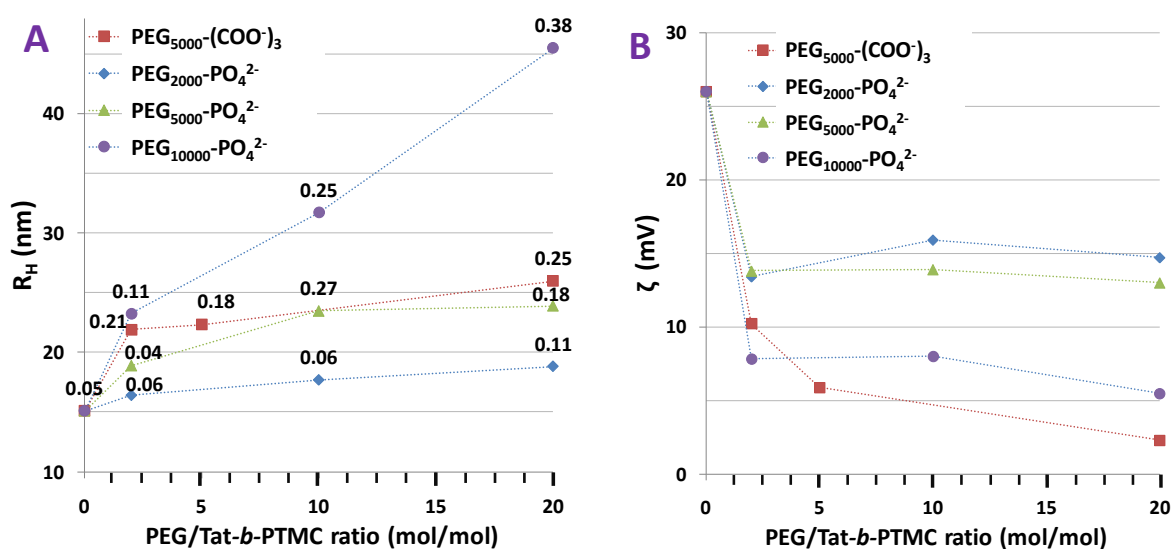 A
PEG₅₀₀₀-(COO⁻)₃
PEG₂₀₀₀-PO₄²⁻
PEG₅₀₀₀-PO₄²⁻
PEG₁₀₀₀₀-PO₄²⁻
0.38
0.25
0.25
0.11
0.18
0.27
0.18
0.21
0.04
0.06
0.11
0.05
0.06
40
30
20
10
R_H (nm)
0 5 10 15 20
PEG/Tat-b-PTMC ratio (mol/mol)
B
PEG₅₀₀₀-(COO⁻)₃
PEG₂₀₀₀-PO₄²⁻
PEG₅₀₀₀-PO₄²⁻
PEG₁₀₀₀₀-PO₄²⁻
30
20
10
0
ζ (mV)
0 5 10 15 20
PEG/Tat-b-PTMC ratio (mol/mol)